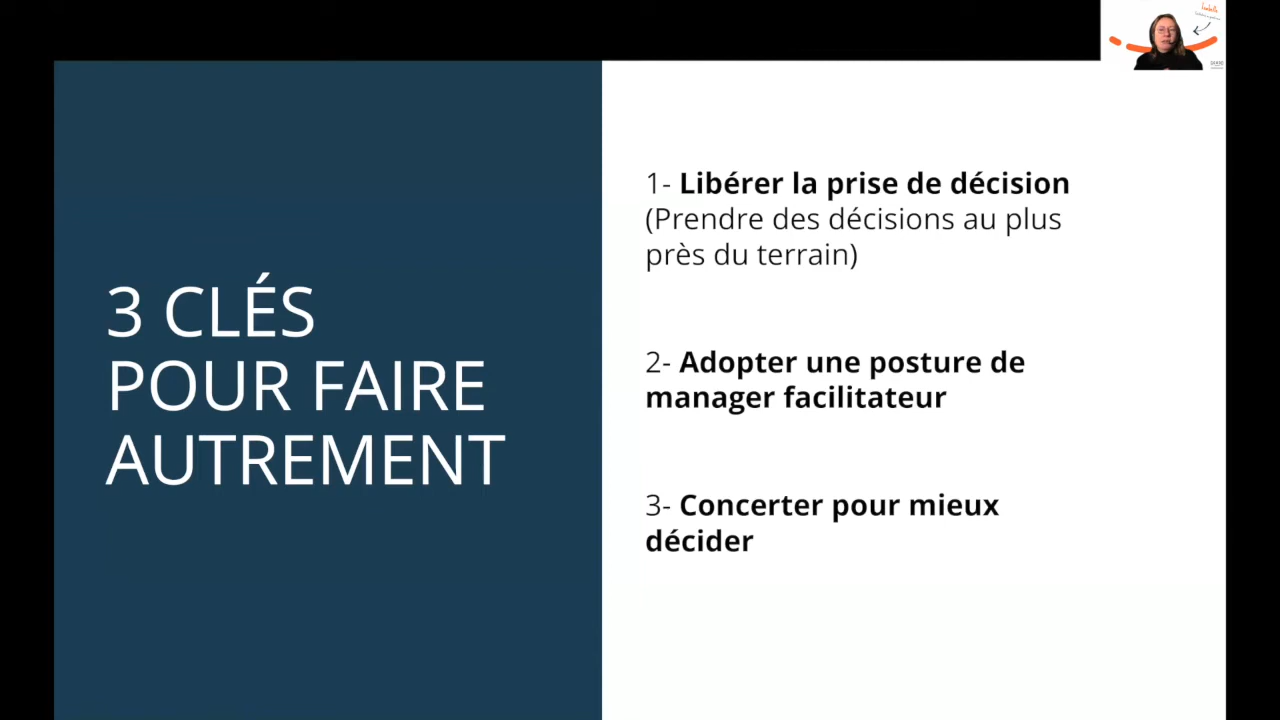 Isabelle
3 CLÉS
POUR FAIRE
AUTREMENT
1- Libérer la prise de décision
(Prendre des décisions au plus
près du terrain)
2- Adopter une posture de
manager facilitateur
3- Concerter pour mieux
décider